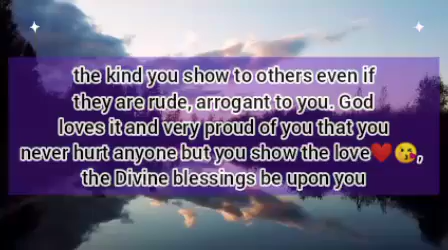 the kind you show to others even if
they are rude, arrogant to you. God
loves it and very proud of you that you
never hurt anyone but you show the love❤️😘,
the Divine blessings be upon you